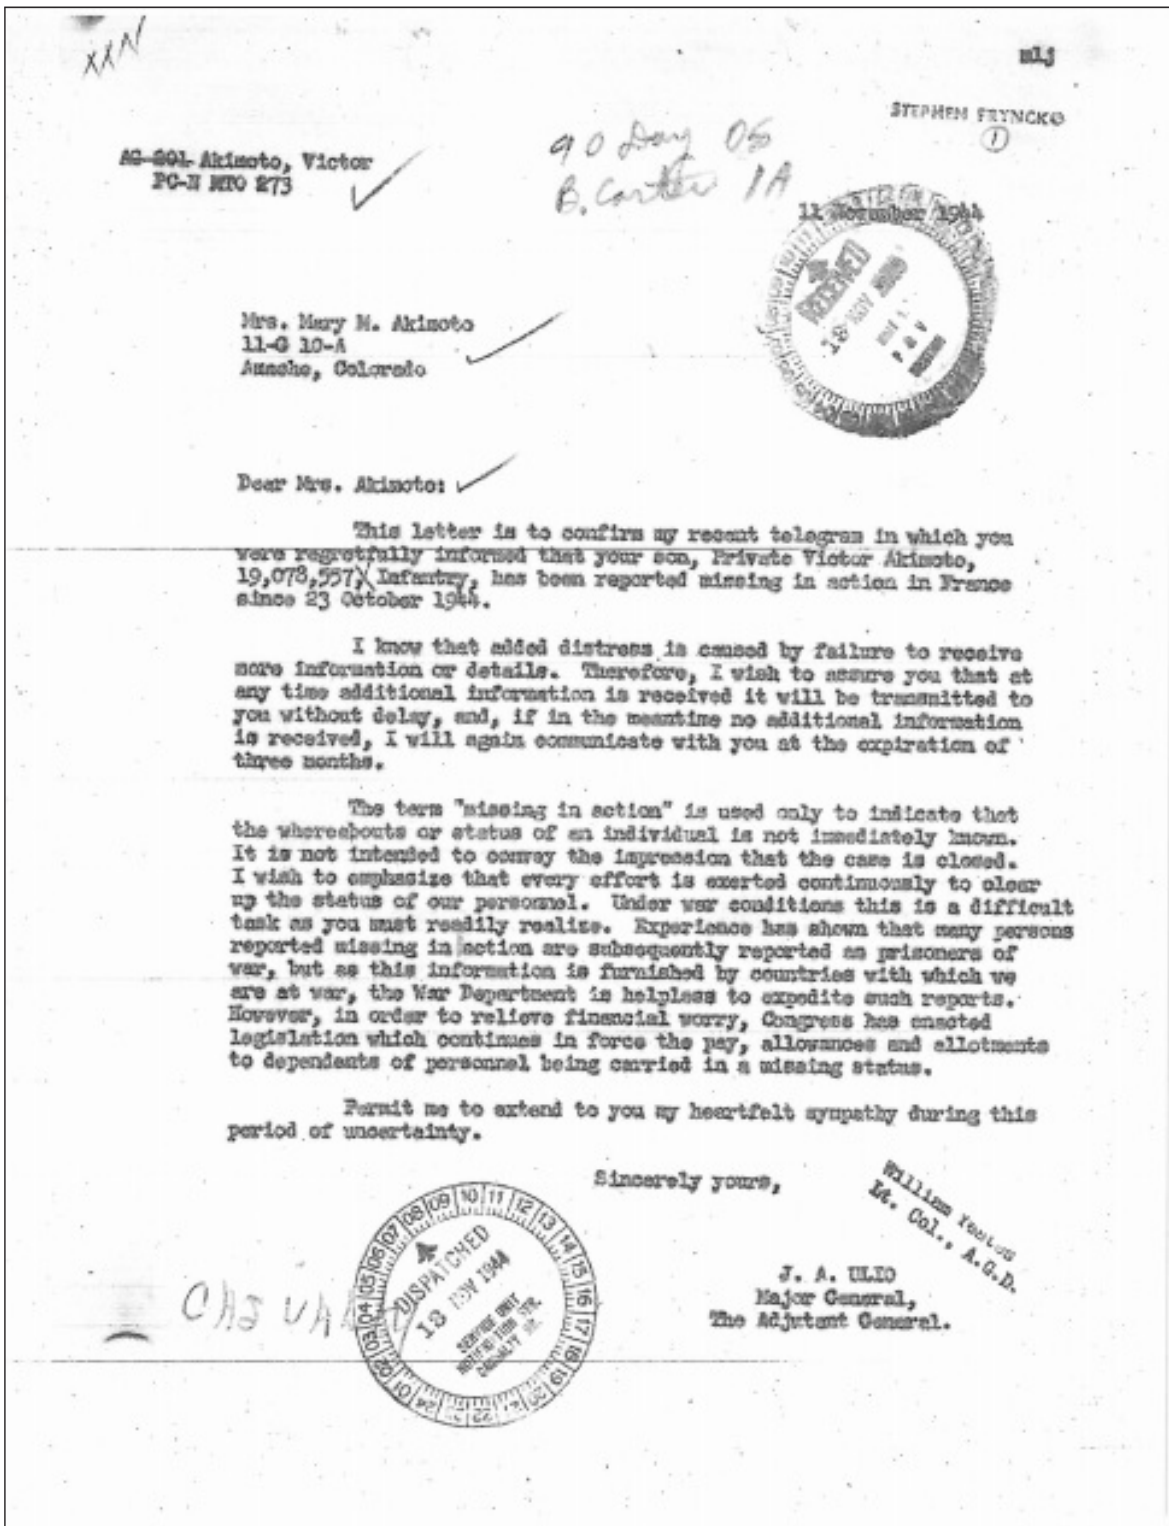 XXN
mlj
STEPHEN FRYNCKO
1
90 Day OS
B. Carter 1A
AG 201 Akimoto, Victor
PC-N MTO 273
11 November 1944
RECEIVED
Mrs. Mary M. Akimoto
11-G 10-A
Amache, Colorado
Dear Mrs. Akimoto:
This letter is to confirm my recent telegram in which you
were regretfully informed that your son, Private Victor Akimoto,
19,078,557, Infantry, has been reported missing in action in France
since 23 October 1944.
I know that added distress is caused by failure to receive
more information or details. Therefore, I wish to assure you that at
any time additional information is received it will be transmitted to
you without delay, and, if in the meantime no additional information
is received, I will again communicate with you at the expiration of
three months.
The term "missing in action" is used only to indicate that
the whereabouts or status of an individual is not immediately known.
It is not intended to convey the impression that the case is closed.
I wish to emphasize that every effort is exerted continuously to clear
up the status of our personnel. Under war conditions this is a difficult
task as you must readily realize. Experience has shown that many persons
reported missing in action are subsequently reported as prisoners of
war, but as this information is furnished by countries with which we
are at war, the War Department is helpless to expedite such reports.
However, in order to relieve financial worry, Congress has enacted
legislation which continues in force the pay, allowances and allotments
to dependents of personnel being carried in a missing status.
Permit me to extend to you my heartfelt sympathy during this
period of uncertainty.
Sincerely yours,
William
Lt. Col., A.G.D.
J. A. ULIO
Major General,
The Adjutant General.
DISPATCHED
13 NOV 1944
SERVICE UNIT
NOTIFICATION STR.
CASUALTY BR.